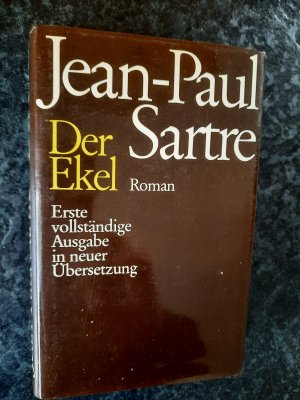 Jean-Paul
Sartre
Der
Ekel
Roman
Erste
vollständige
Ausgabe
in neuer
Übersetzung